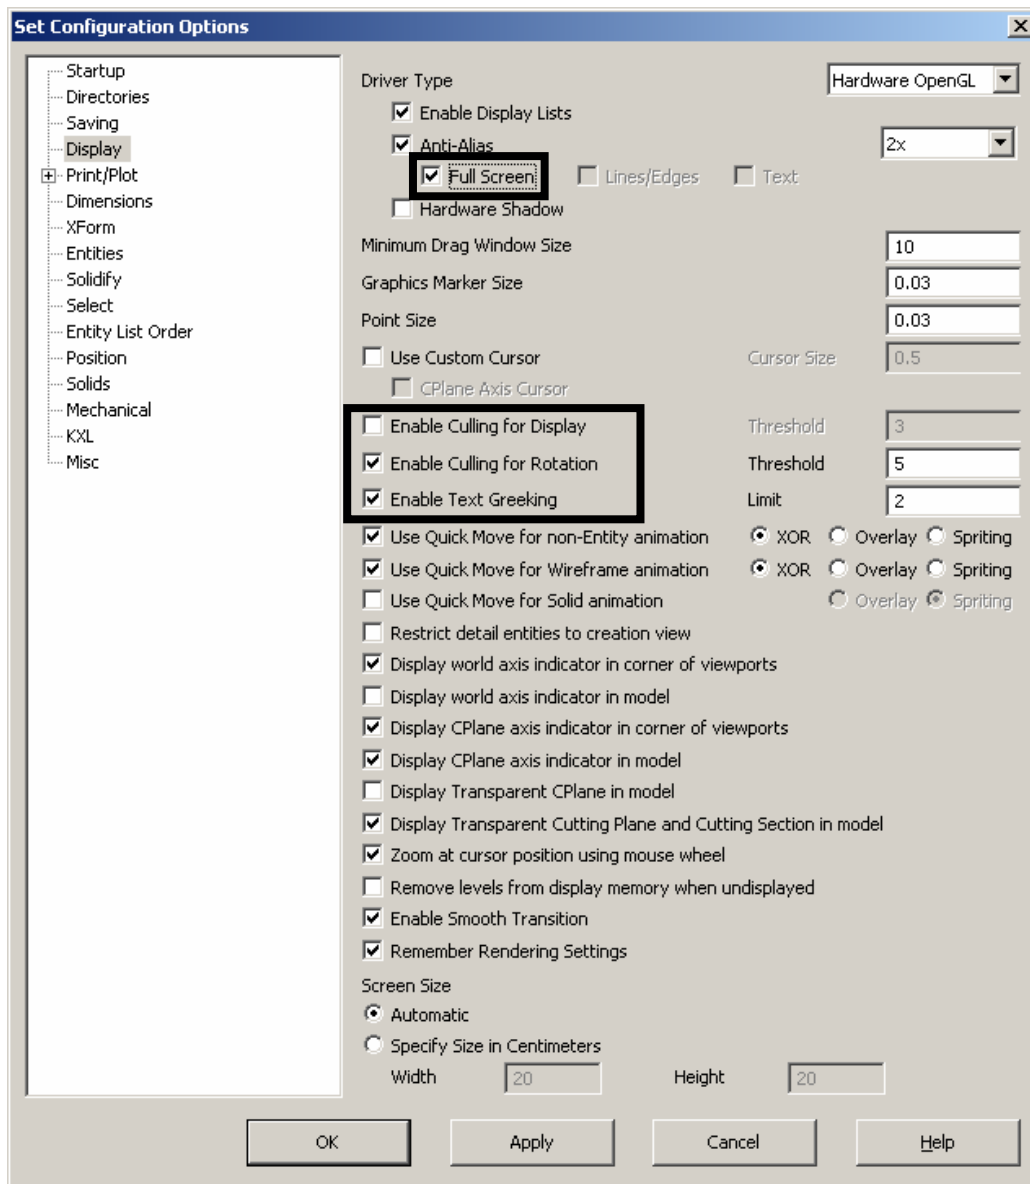 Set Configuration Options
Startup
Directories
Saving
Display
Print/Plot
Dimensions
XForm
Entities
Solidify
Select
Entity List Order
Position
Solids
Mechanical
KXL
Misc
Driver Type Hardware OpenGL
Enable Display Lists
Anti-Alias 2x
Full Screen Lines/Edges Text
Hardware Shadow
Minimum Drag Window Size 10
Graphics Marker Size 0.03
Point Size 0.03
Use Custom Cursor Cursor Size 0.5
CPlane Axis Cursor
Enable Culling for Display Threshold 3
Enable Culling for Rotation Threshold 5
Enable Text Greeking Limit 2
Use Quick Move for non-Entity animation XOR Overlay Spriting
Use Quick Move for Wireframe animation XOR Overlay Spriting
Use Quick Move for Solid animation Overlay Spriting
Restrict detail entities to creation view
Display world axis indicator in corner of viewports
Display world axis indicator in model
Display CPlane axis indicator in corner of viewports
Display CPlane axis indicator in model
Display Transparent CPlane in model
Display Transparent Cutting Plane and Cutting Section in model
Zoom at cursor position using mouse wheel
Remove levels from display memory when undisplayed
Enable Smooth Transition
Remember Rendering Settings
Screen Size
Automatic
Specify Size in Centimeters
Width 20 Height 20
OK Apply Cancel Help